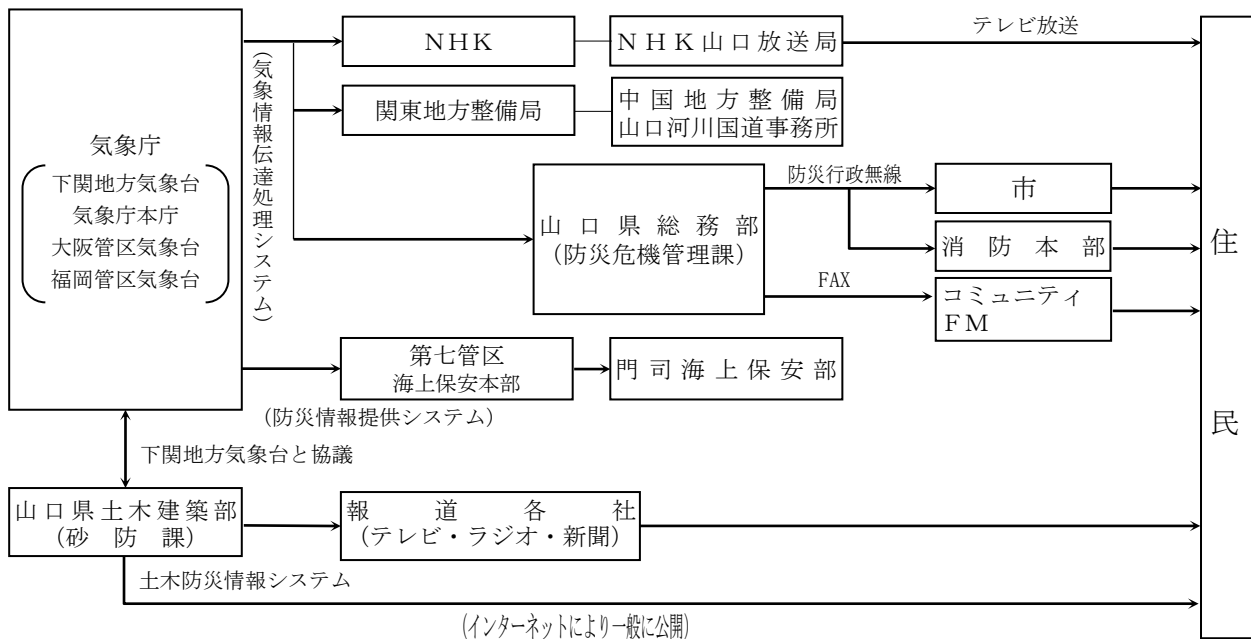 NHK
NHK山口放送局
テレビ放送
(気象情報伝達処理システム)
関東地方整備局
中国地方整備局
山口河川国道事務所
気象庁
下関地方気象台
気象庁本庁
大阪管区気象台
福岡管区気象台
山口県総務部
(防災危機管理課)
防災行政無線
市
消防本部
FAX
コミュニティ
FM
住民
第七管区
海上保安本部
門司海上保安部
(防災情報提供システム)
下関地方気象台と協議
山口県土木建築部
(砂防課)
報道各社
(テレビ・ラジオ・新聞)
土木防災情報システム
(インターネットにより一般に公開)